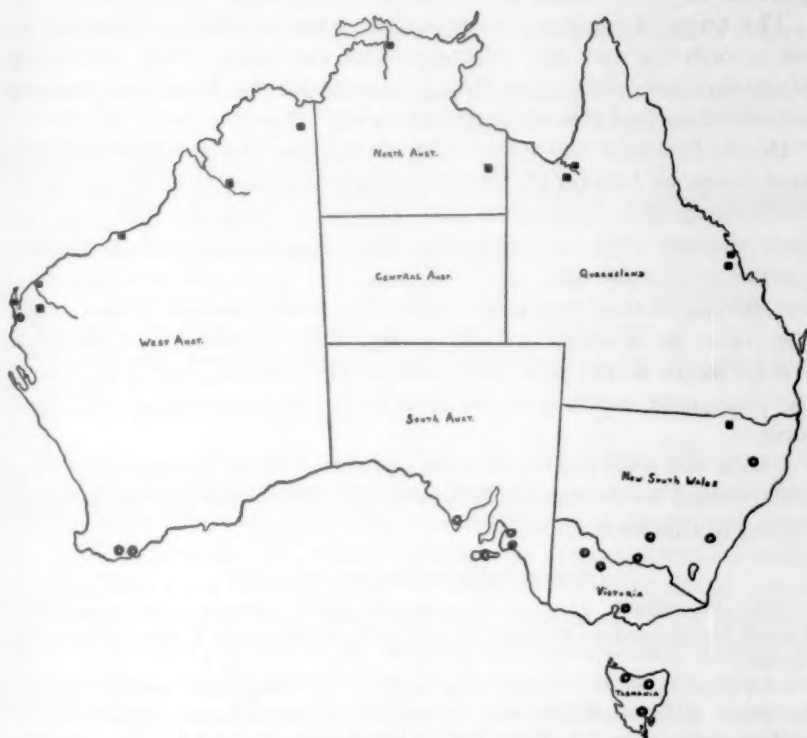 NORTH AUST.
CENTRAL AUST.
QUEENSLAND
WEST AUST.
SOUTH AUST.
NEW SOUTH WALES
VICTORIA
TASMANIA